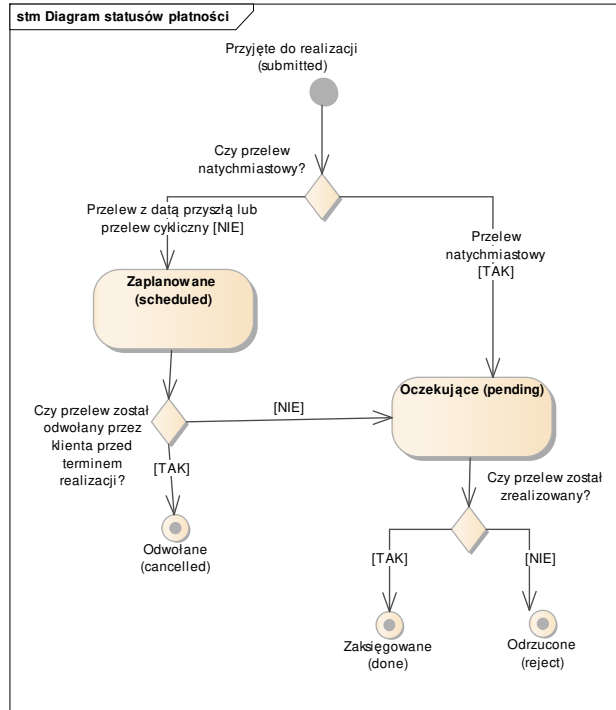 stm Diagram statusów płatności
Przyjęte do realizacji
(submitted)
Czy przelew
natychmiastowy?
Przelew z datą przyszłą lub
przelew cykliczny [NIE]
Przelew
natychmiastowy
[TAK]
Zaplanowane
(scheduled)
Oczekujące (pending)
Czy przelew został
odwołany przez
klienta przed
terminem
realizacji?
[NIE]
[TAK]
Czy przelew został
zrealizowany?
Odwołane
(cancelled)
[TAK]
[NIE]
Zaksięgowane
(done)
Odrzucone
(reject)